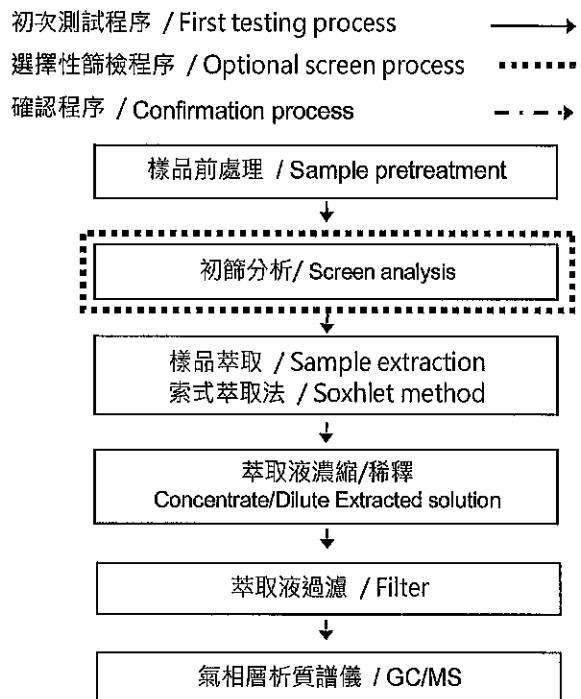 初次測試程序 / First testing process
選擇性篩檢程序 / Optional screen process
確認程序 / Confirmation process
樣品前處理 / Sample pretreatment
初篩分析/ Screen analysis
樣品萃取 / Sample extraction
索式萃取法 / Soxhlet method
萃取液濃縮/稀釋
Concentrate/Dilute Extracted solution
萃取液過濾 / Filter
氣相層析質譜儀 / GC/MS